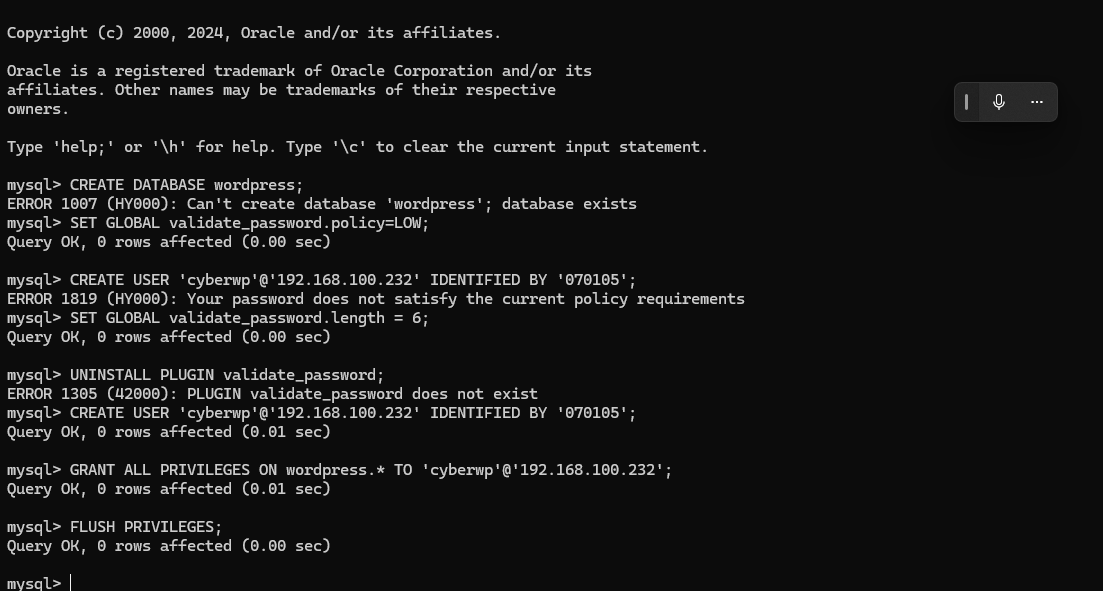 Copyright (c) 2000, 2024, Oracle and/or its affiliates.
Oracle is a registered trademark of Oracle Corporation and/or its
affiliates. Other names may be trademarks of their respective
owners.
Type 'help;' or '\h' for help. Type '\c' to clear the current input statement.
mysql> CREATE DATABASE wordpress;
ERROR 1007 (HY000): Can't create database 'wordpress'; database exists
mysql> SET GLOBAL validate_password.policy=LOW;
Query OK, 0 rows affected (0.00 sec)
mysql> CREATE USER 'cyberwp'@'192.168.100.232' IDENTIFIED BY '070105';
ERROR 1819 (HY000): Your password does not satisfy the current policy requirements
mysql> SET GLOBAL validate_password.length = 6;
Query OK, 0 rows affected (0.00 sec)
mysql> UNINSTALL PLUGIN validate_password;
ERROR 1305 (42000): PLUGIN validate_password does not exist
mysql> CREATE USER 'cyberwp'@'192.168.100.232' IDENTIFIED BY '070105';
Query OK, 0 rows affected (0.01 sec)
mysql> GRANT ALL PRIVILEGES ON wordpress.* TO 'cyberwp'@'192.168.100.232';
Query OK, 0 rows affected (0.01 sec)
mysql> FLUSH PRIVILEGES;
Query OK, 0 rows affected (0.00 sec)
mysql>